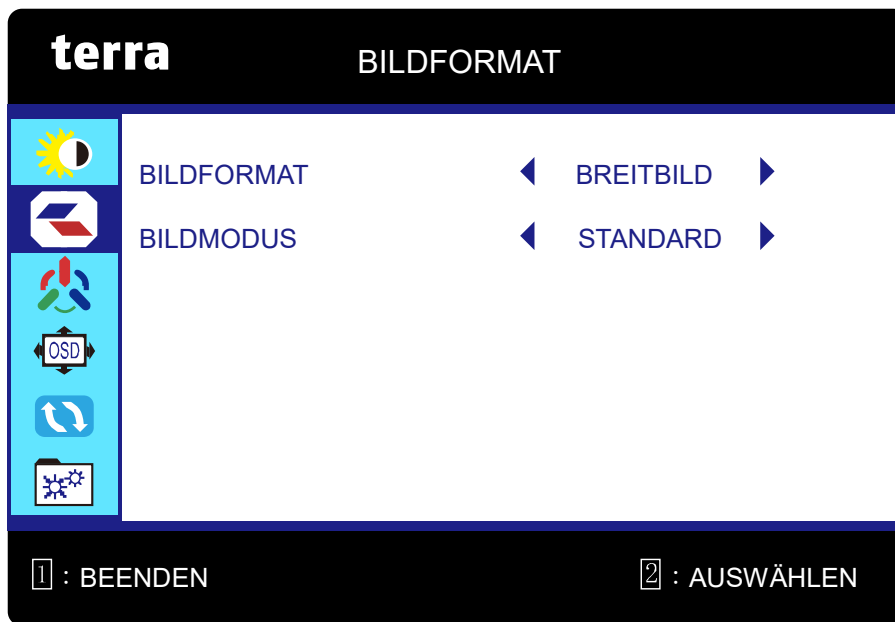 terra
BILDFORMAT
BILDFORMAT BREITBILD
BILDMODUS STANDARD
OSD
1 : BEENDEN
2 : AUSWÄHLEN